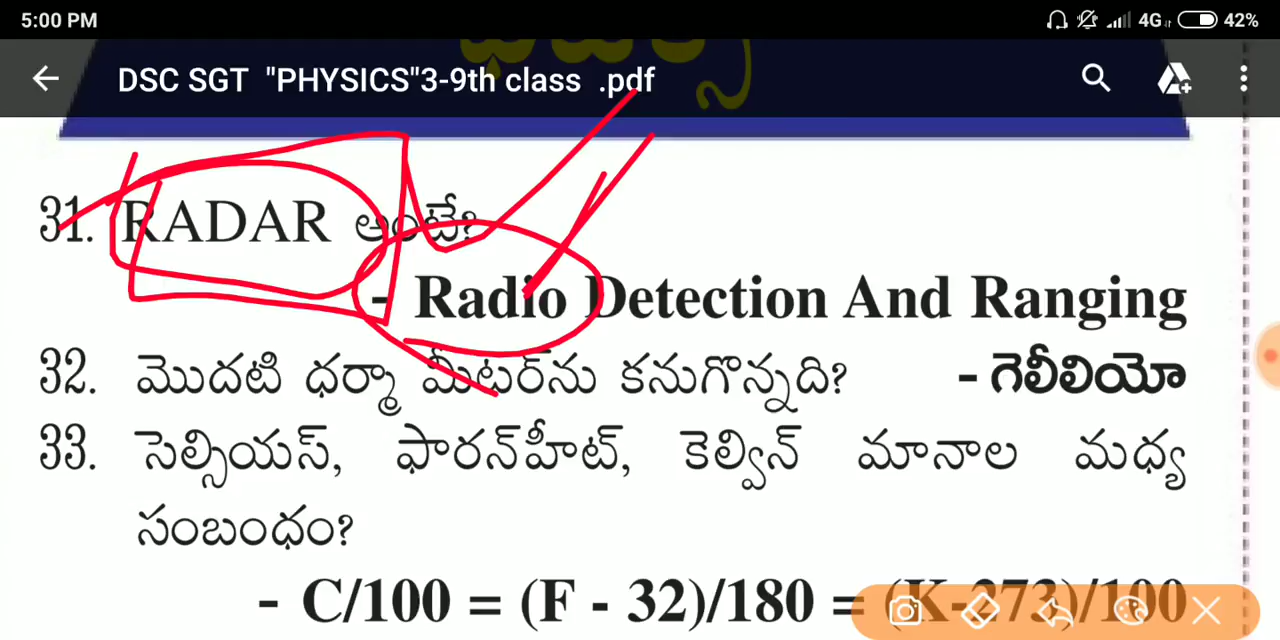 5:00 PM 4G 42%
DSC SGT "PHYSICS"3-9th class .pdf
31. RADAR అంటే?
- Radio Detection And Ranging
32. మొదటి ధర్మా మీటర్‌ను కనుగొన్నది? - గెలీలియో
33. సెల్సియస్, ఫారన్‌హీట్, కెల్విన్ మానాల మధ్య
సంబంధం?
- C/100 = (F - 32)/180 = (K-273)/100